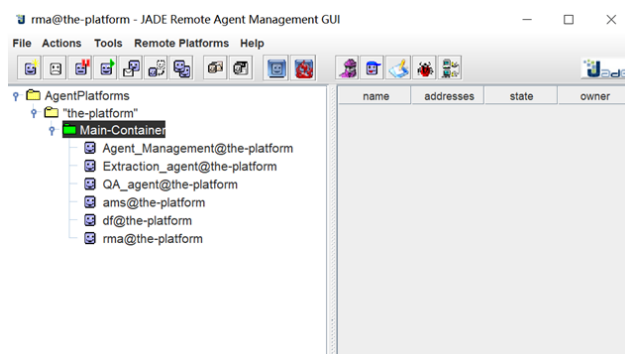 rma@the-platform - JADE Remote Agent Management GUI
File Actions Tools Remote Platforms Help
Jade
AgentPlatforms
"the-platform"
Main-Container
Agent_Management@the-platform
Extraction_agent@the-platform
QA_agent@the-platform
ams@the-platform
df@the-platform
rma@the-platform
name addresses state owner